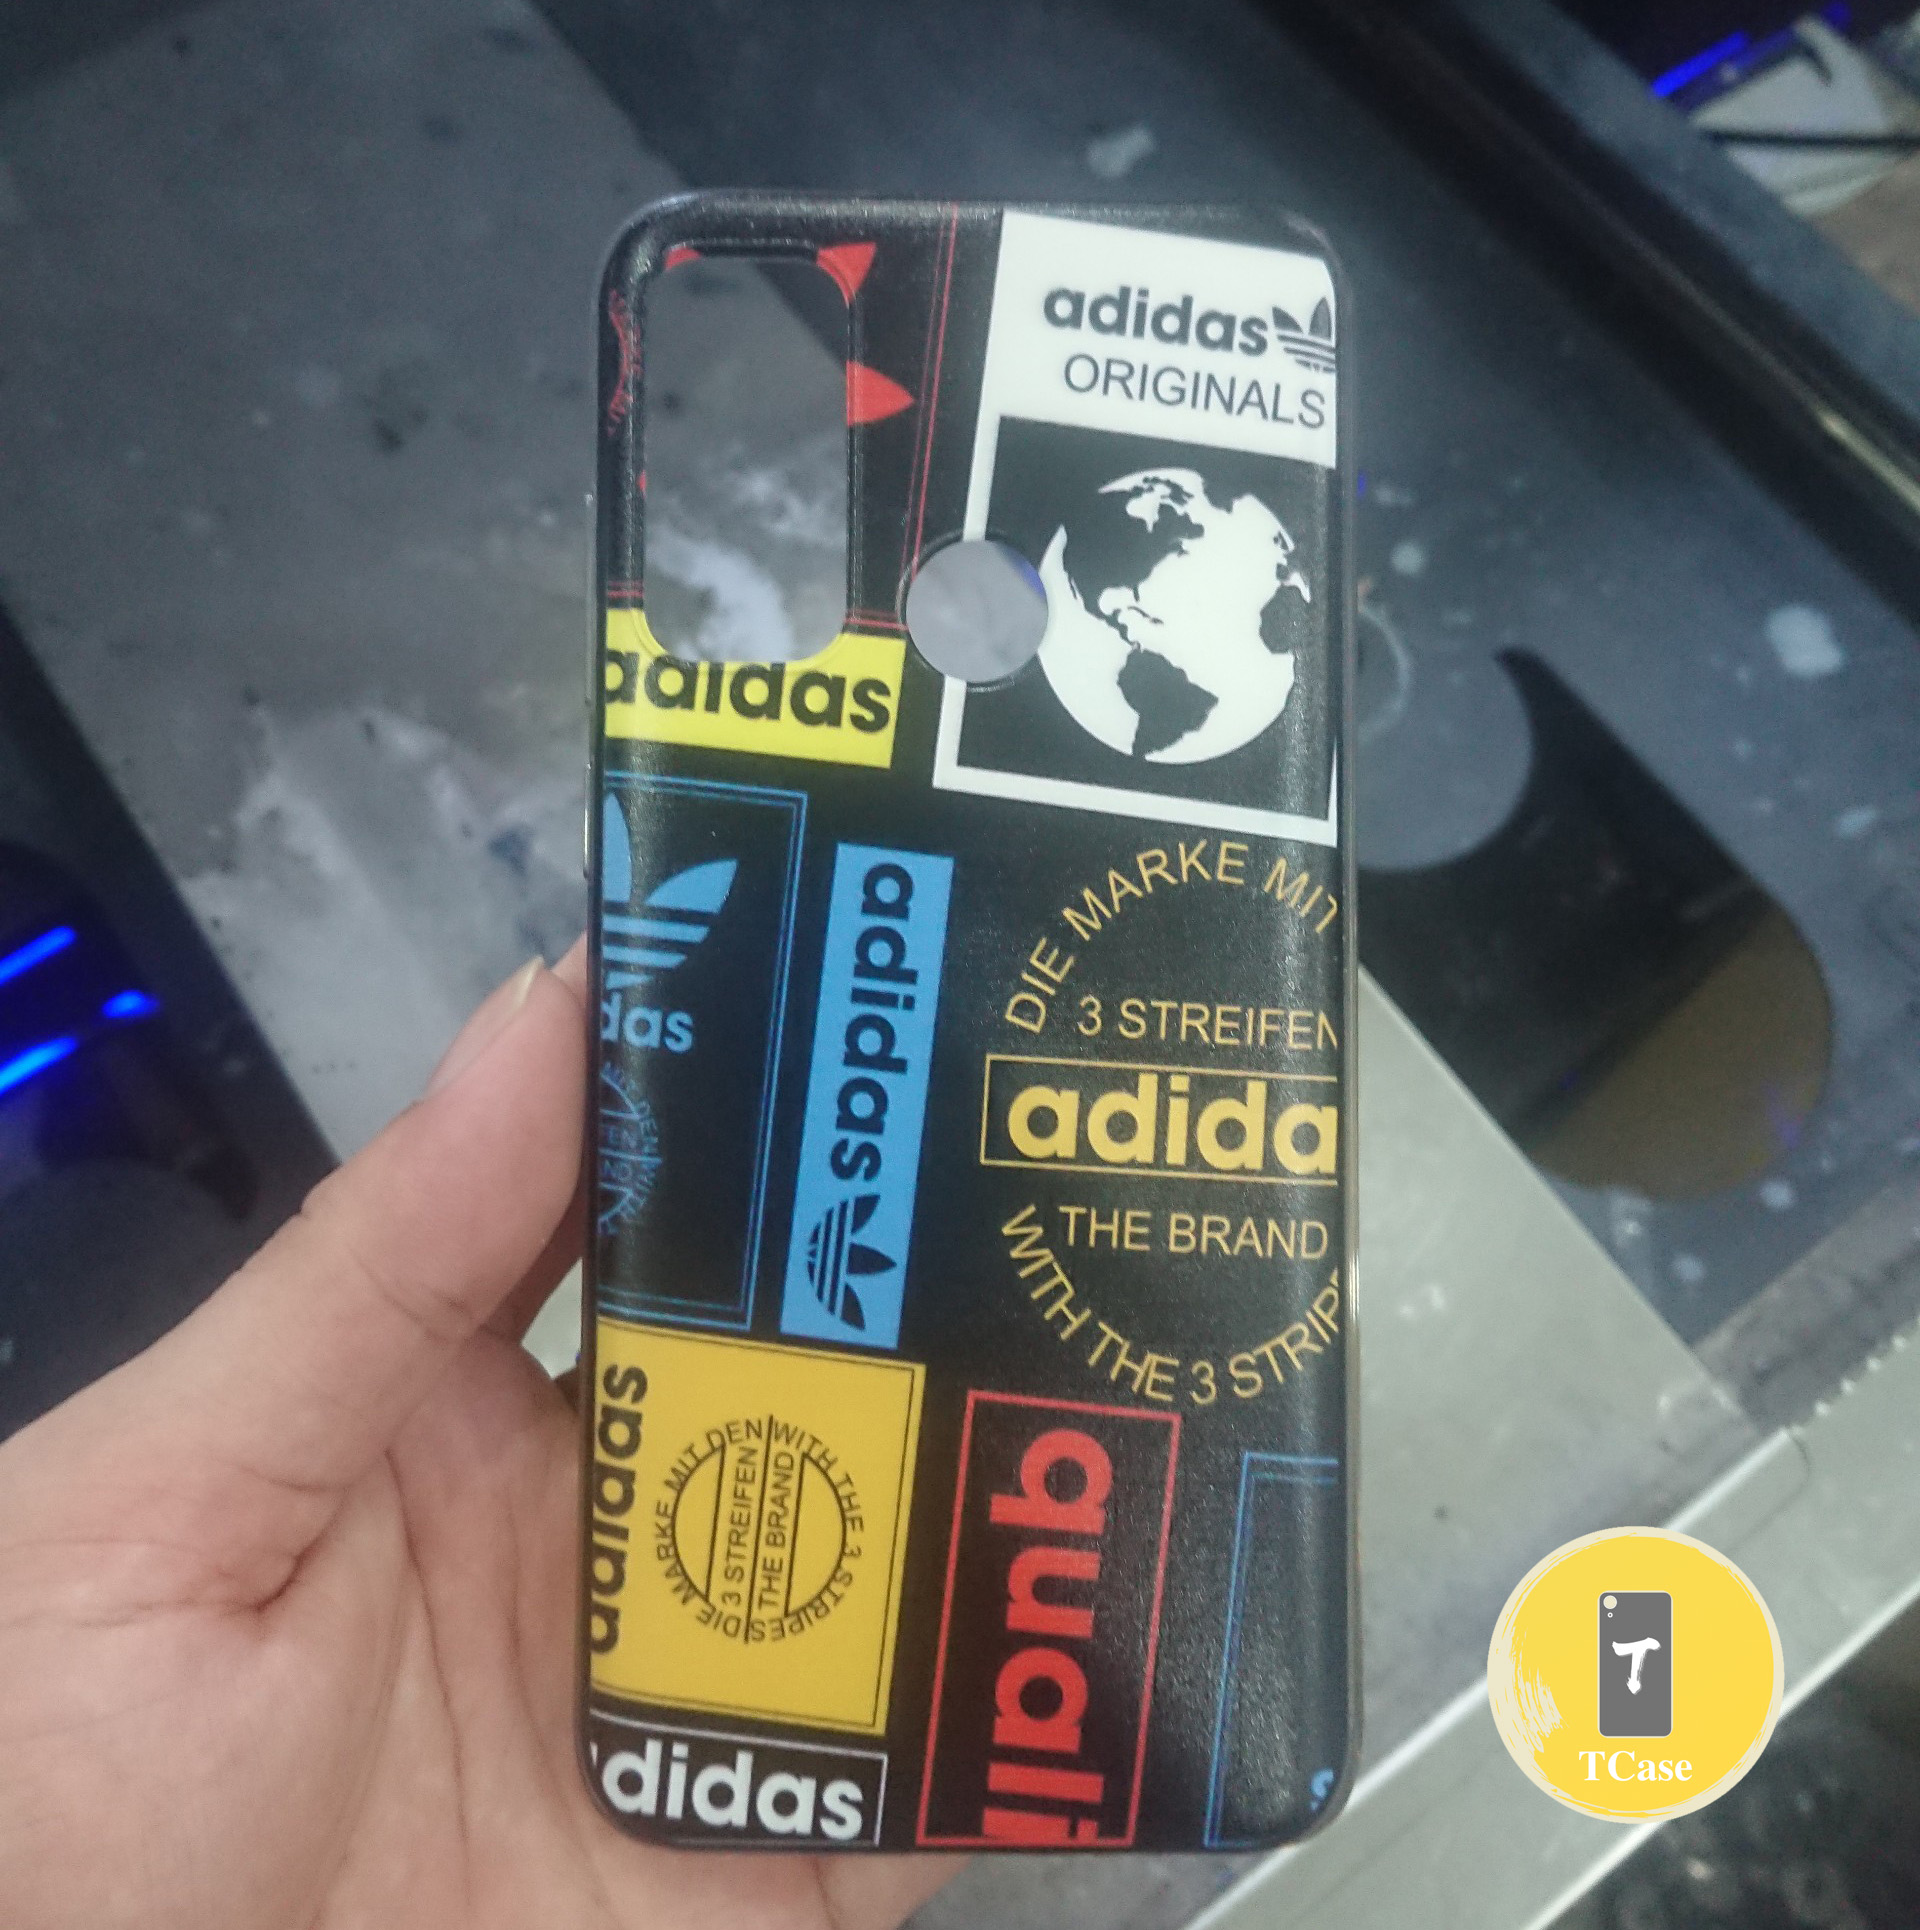 adidas
ORIGINALS
adidas
das
adidas
DIE MARKE MIT
3 STREIFEN
adida
THE BRAND
WITH THE 3 STRIP
adidas
DIE MARKE MIT DEN
3 STREIFEN
THE BRAND
WITH THE 3 STRIPES
quali
didas
T
TCase